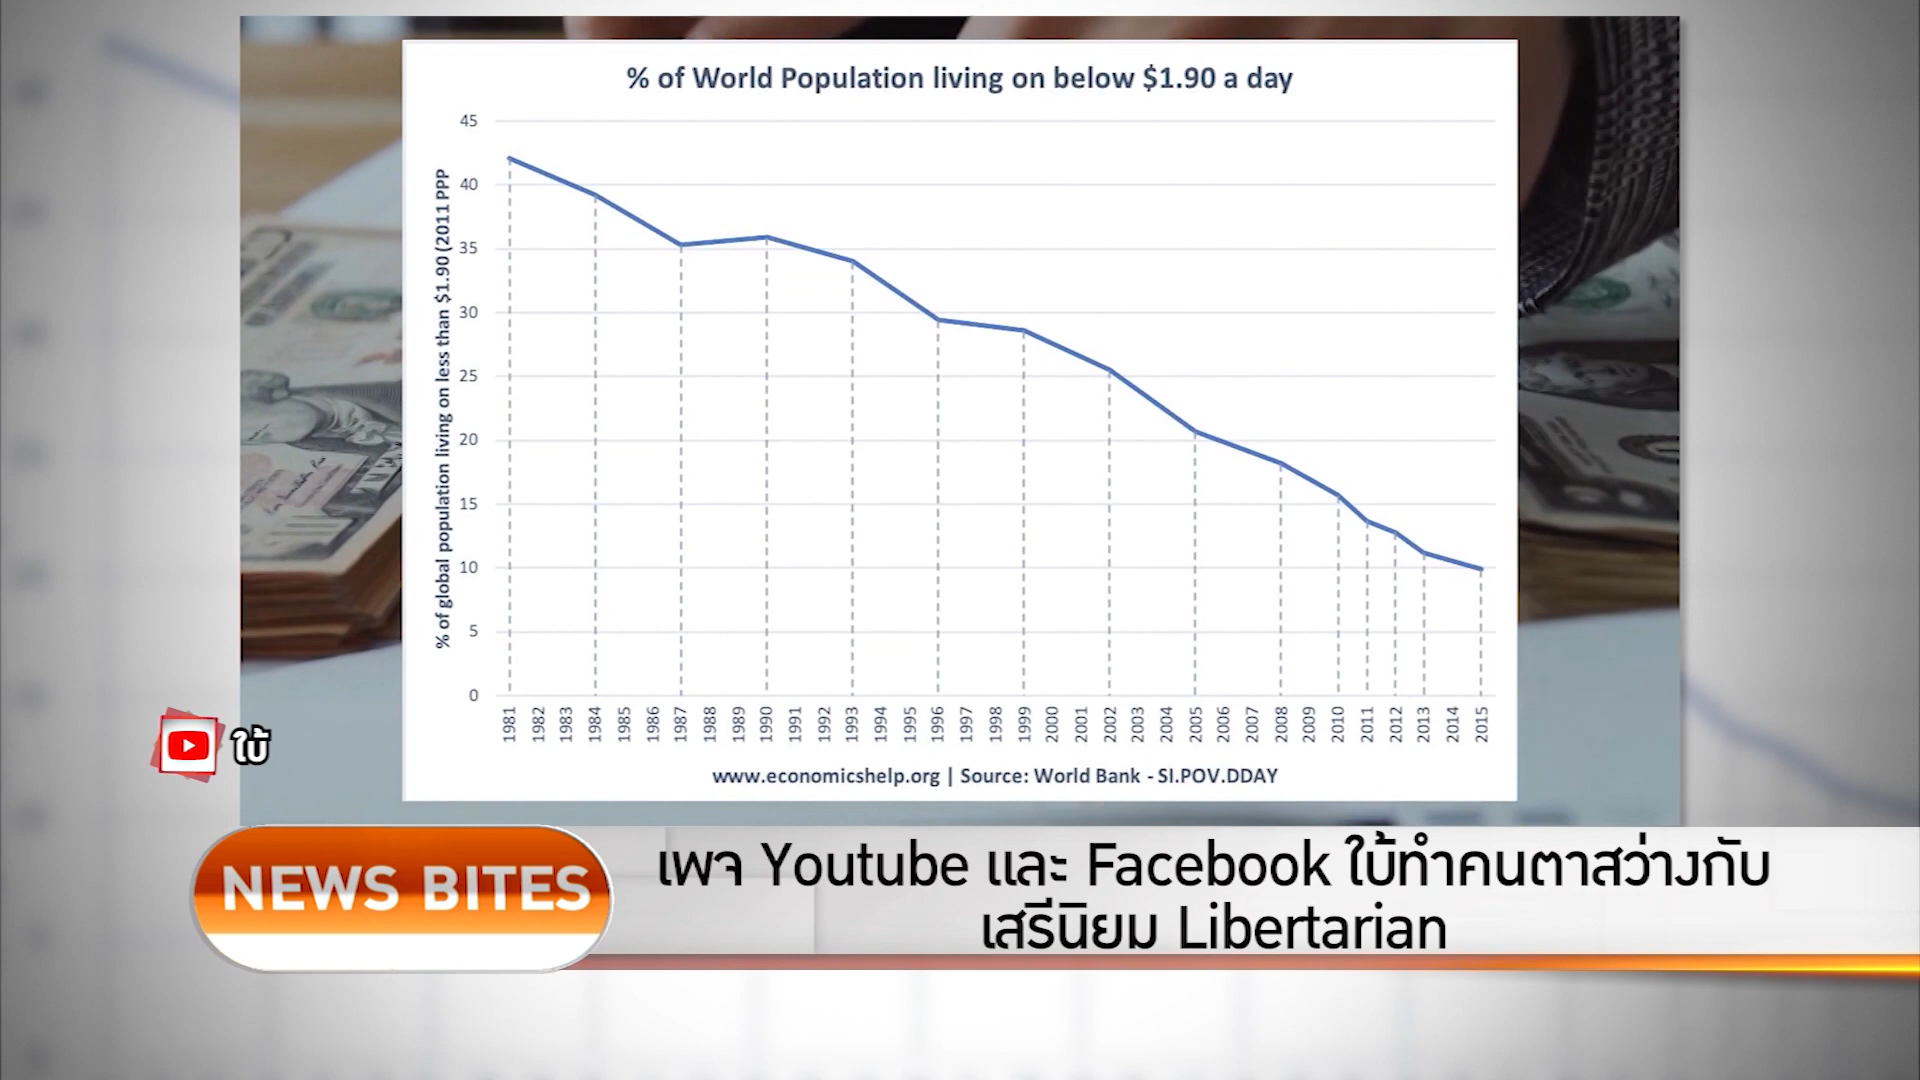 % of World Population living on below $1.90 a day
% of global population living on less than $1.90 (2011 PPP
45
40
35
30
25
20
15
10
5
0
1981 1982 1983 1984 1985 1986 1987 1988 1989 1990 1991 1992 1993 1994 1995 1996 1997 1998 1999 2000 2001 2002 2003 2004 2005 2006 2007 2008 2009 2010 2011 2012 2013 2014 2015
www.economicshelp.org | Source: World Bank - SI.POV.DDAY
ใบ้
NEWS BITES
เพจ Youtube และ Facebook ใบ้ทำคนตาสว่างกับ
เสรีนิยม Libertarian